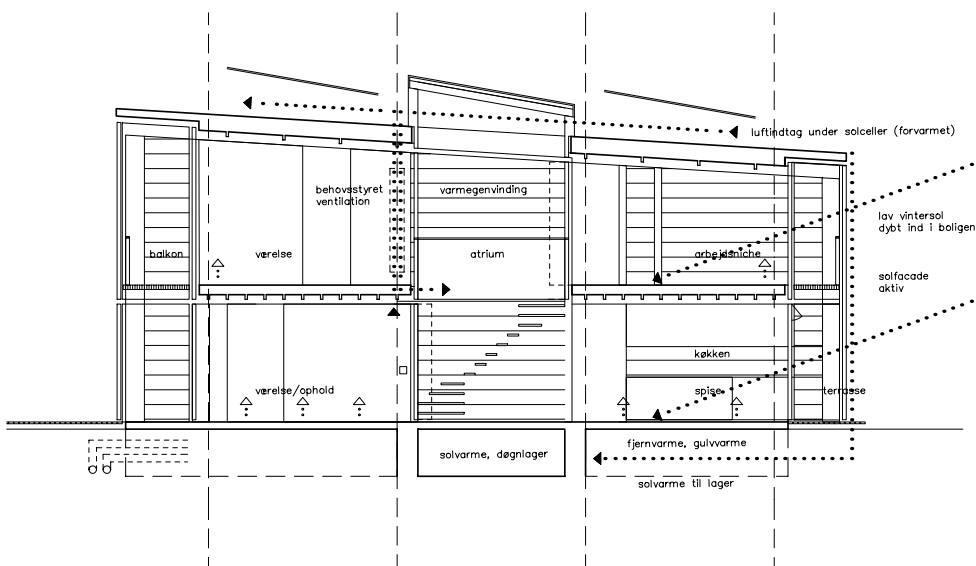 luftindtag under solceller (forvarmet)
behovsstyret
ventilation
varmegenvinding
lav vintersol
dybt ind i boligen
balkon
værelse
atrium
arbejdsniche
solfacade
aktiv
køkken
værelse/ophold
spise
terrasse
fjernvarme, gulvvarme
solvarme, døgnlager
solvarme til lager